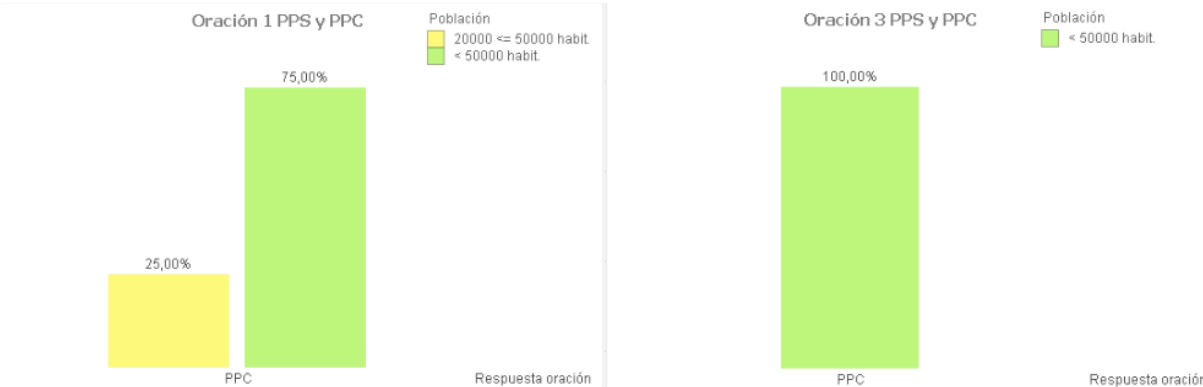 Oración 1 PPS y PPC
Población
20000 <= 50000 habit.
< 50000 habit.
75,00%
25,00%
PPC
Respuesta oración
Oración 3 PPS y PPC
Población
< 50000 habit.
100,00%
PPC
Respuesta oración